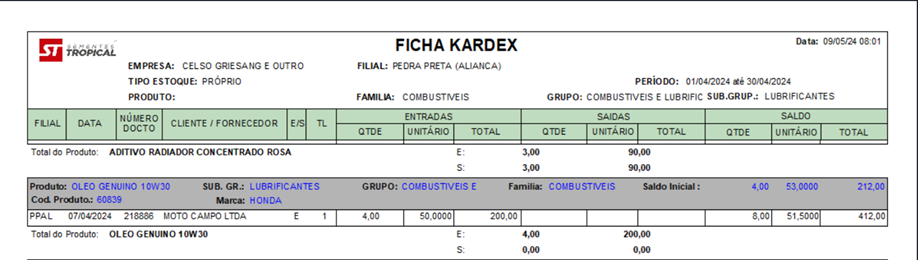 ST SEMENTES TROPICAL
FICHA KARDEX
Data: 09/05/24 08:01
EMPRESA: CELSO GRIESANG E OUTRO FILIAL: PEDRA PRETA (ALIANCA)
TIPO ESTOQUE: PRÓPRIO PERÍODO: 01/04/2024 até 30/04/2024
PRODUTO: FAMILIA: COMBUSTIVEIS GRUPO: COMBUSTIVEIS E LUBRIFIC SUB.GRUP.: LUBRIFICANTES
FILIAL DATA NÚMERO DOCTO CLIENTE / FORNECEDOR E/S TL ENTRADAS SAIDAS SALDO
QTDE UNITÁRIO TOTAL QTDE UNITÁRIO TOTAL QTDE UNITÁRIO TOTAL
Total do Produto: ADITIVO RADIADOR CONCENTRADO ROSA E: 3,00 90,00
S: 3,00 90,00
Produto: OLEO GENUINO 10W30 SUB. GR.: LUBRIFICANTES GRUPO: COMBUSTIVEIS E Familia: COMBUSTIVEIS Saldo Inicial : 4,00 53,0000 212,00
Cod. Produto.: 60839 Marca: HONDA
PPAL 07/04/2024 218886 MOTO CAMPO LTDA E 1 4,00 50,0000 200,00 8,00 51,5000 412,00
Total do Produto: OLEO GENUINO 10W30 E: 4,00 200,00
S: 0,00 0,00